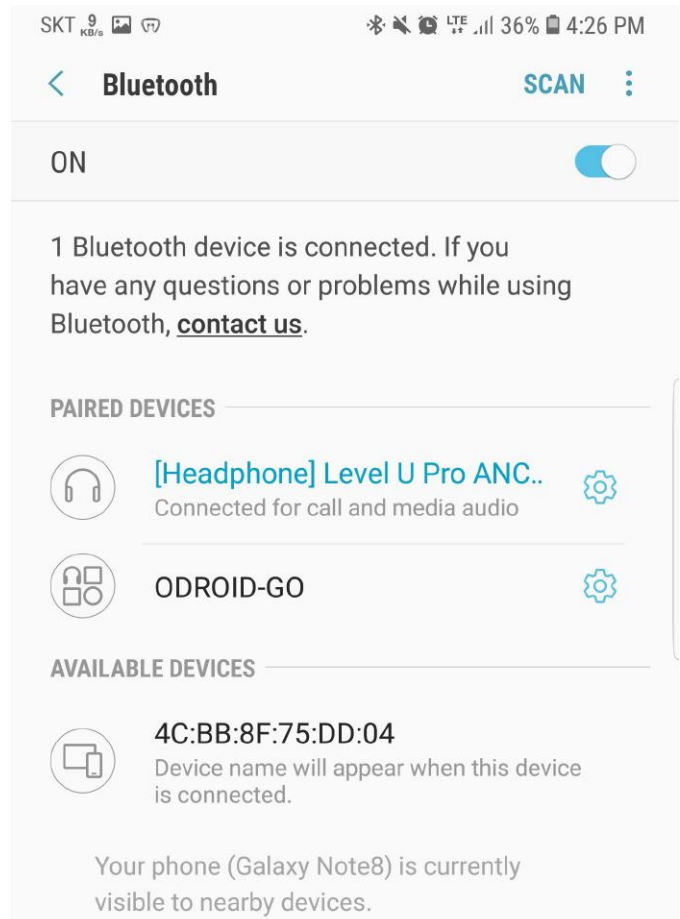 SKT 9 KB/s LTE 36% 4:26 PM
Bluetooth SCAN
ON
1 Bluetooth device is connected. If you
have any questions or problems while using
Bluetooth, contact us.
PAIRED DEVICES
[Headphone] Level U Pro ANC..
Connected for call and media audio
ODROID-GO
AVAILABLE DEVICES
4C:BB:8F:75:DD:04
Device name will appear when this device
is connected.
Your phone (Galaxy Note8) is currently
visible to nearby devices.